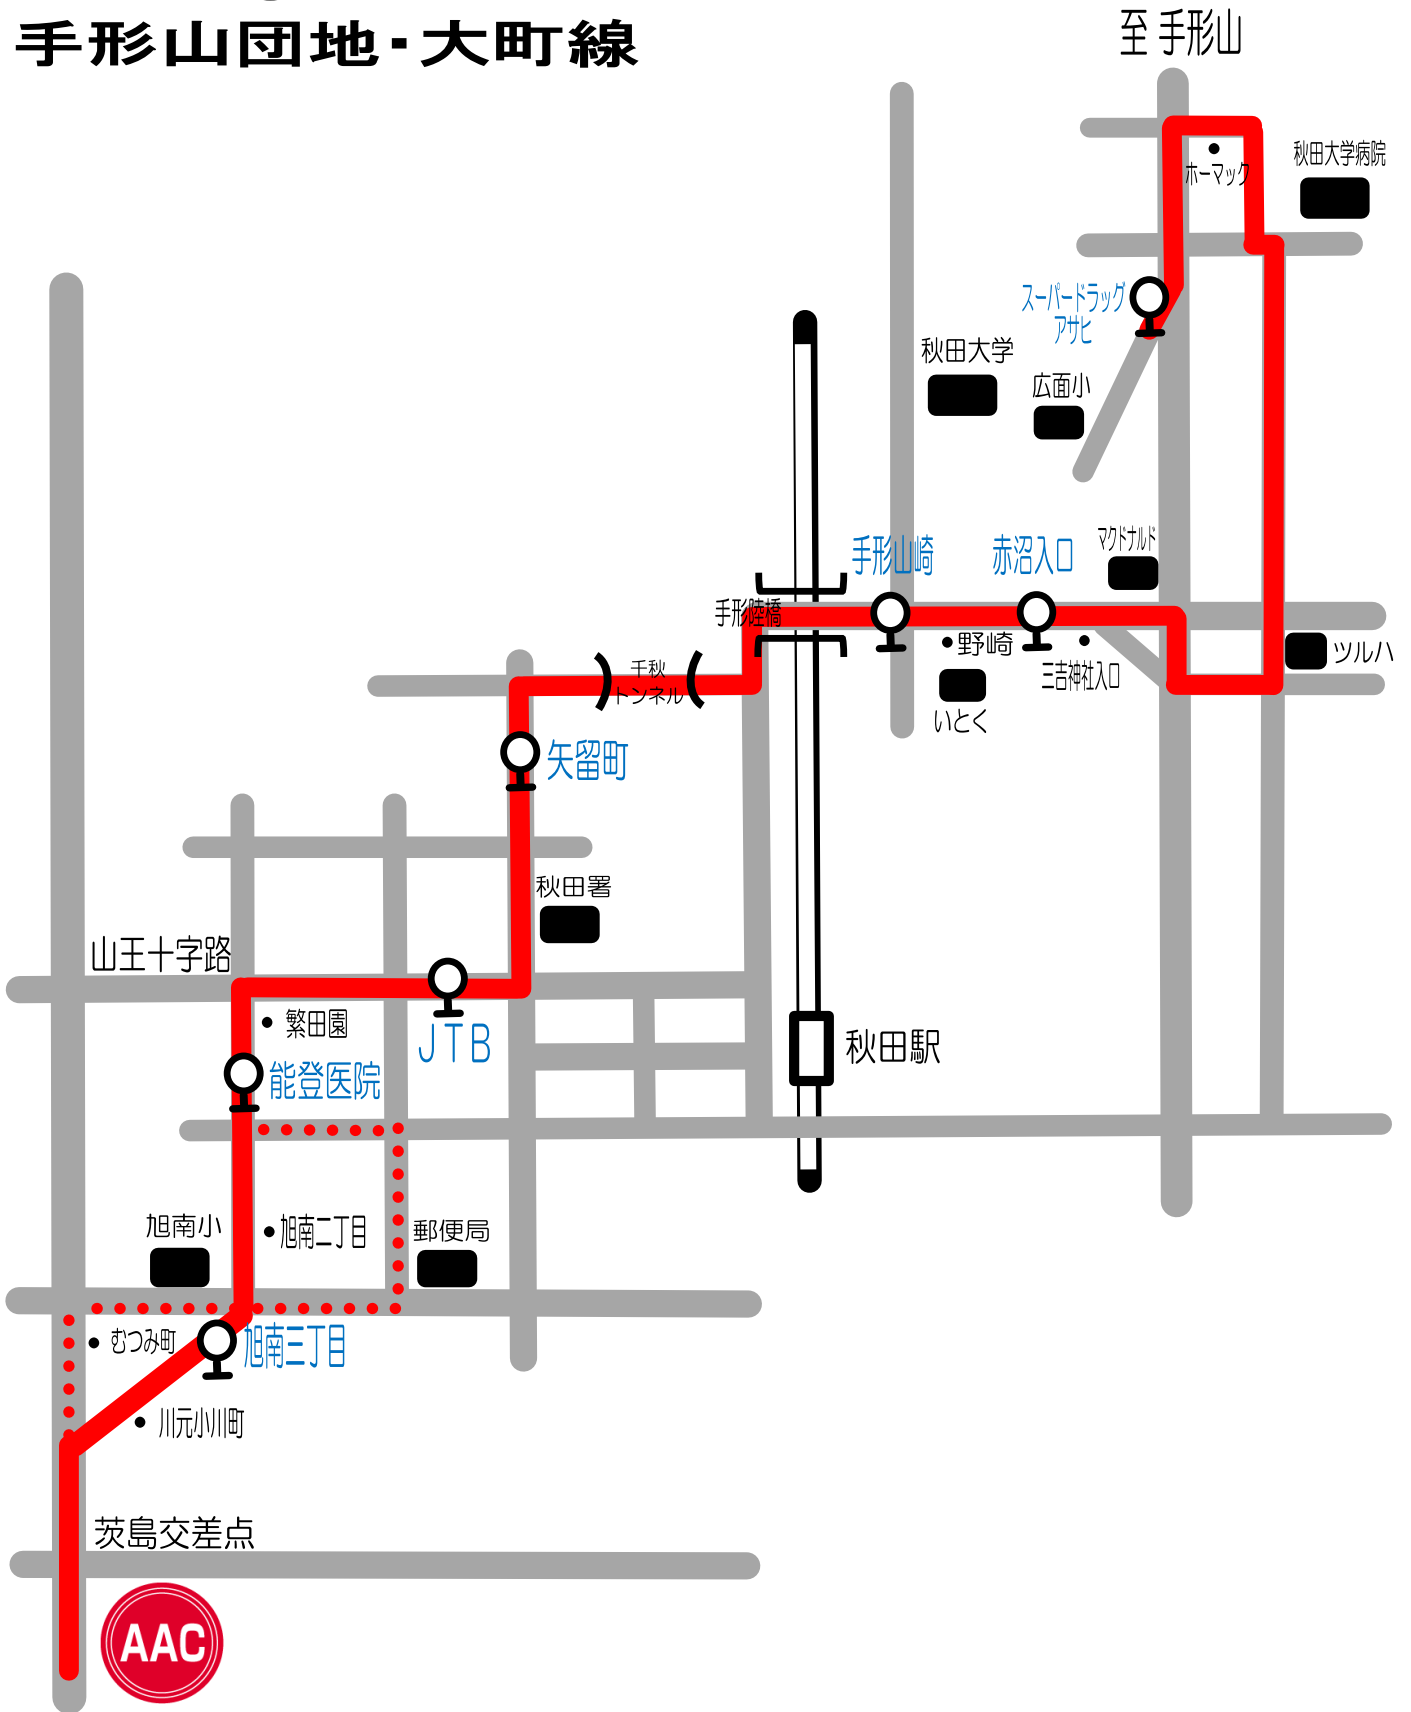 手形山団地・大町線
至 手形山
ホーマック
秋田大学病院
スーパードラッグ
アサヒ
秋田大学
広面小
手形山崎
赤沼入口
マクドナルド
手形陸橋
野崎
三吉神社入口
ツルハ
いとく
千秋
トンネル
矢留町
秋田署
山王十字路
繁田園
JTB
秋田駅
能登医院
旭南小
旭南二丁目
郵便局
むつみ町
旭南三丁目
川元小川町
茨島交差点
AAC